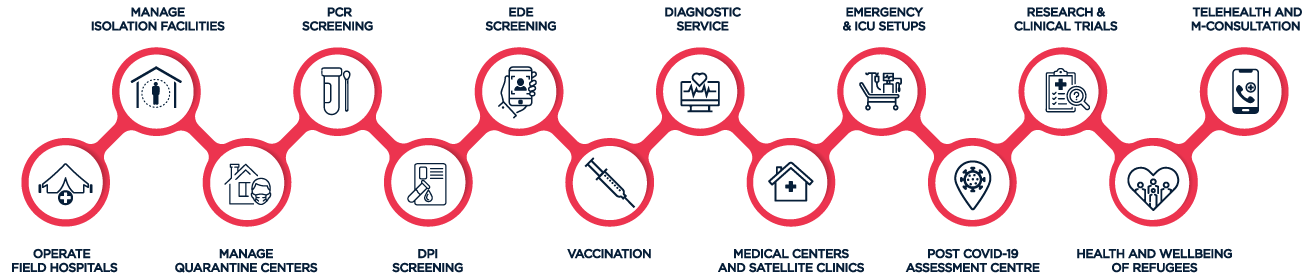 MANAGE
ISOLATION FACILITIES
PCR
SCREENING
EDE
SCREENING
DIAGNOSTIC
SERVICE
EMERGENCY
& ICU SETUPS
RESEARCH &
CLINICAL TRIALS
TELEHEALTH AND
M-CONSULTATION
OPERATE
FIELD HOSPITALS
MANAGE
QUARANTINE CENTERS
DPI
SCREENING
VACCINATION
MEDICAL CENTERS
AND SATELLITE CLINICS
POST COVID-19
ASSESSMENT CENTRE
HEALTH AND WELLBEING
OF REFUGEES